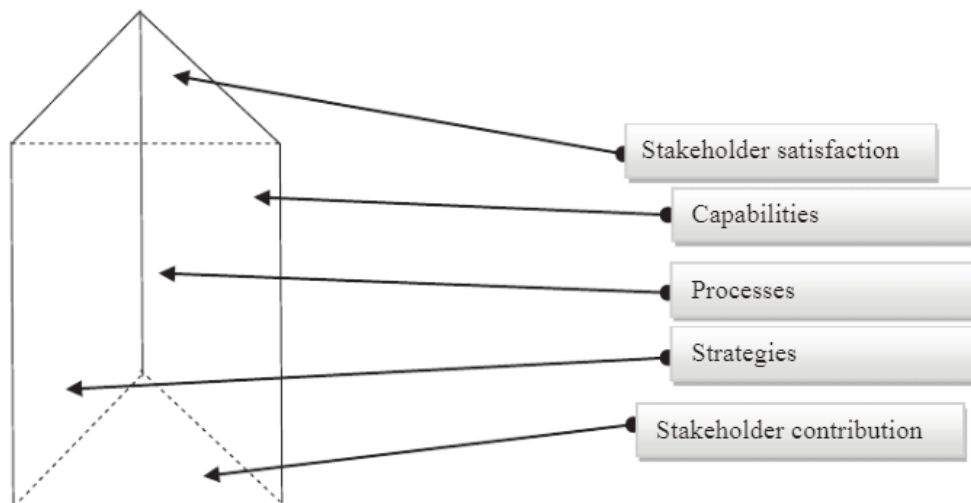 Stakeholder satisfaction
Capabilities
Processes
Strategies
Stakeholder contribution